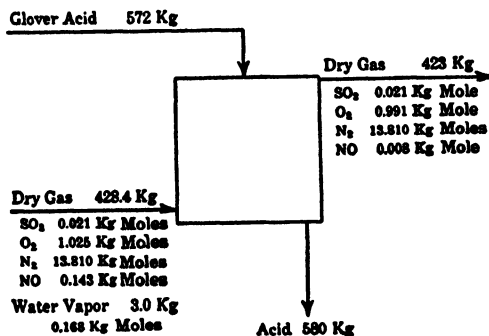 Glover Acid 572 Kg
Dry Gas 423 Kg
SO₂ 0.021 Kg Mole
O₂ 0.991 Kg Mole
N₂ 13.810 Kg Moles
NO 0.008 Kg Mole
Dry Gas 428.4 Kg
SO₂ 0.021 Kg Moles
O₂ 1.025 Kg Moles
N₂ 13.810 Kg Moles
NO 0.143 Kg Moles
Water Vapor 3.0 Kg
0.168 Kg Moles
Acid 580 Kg